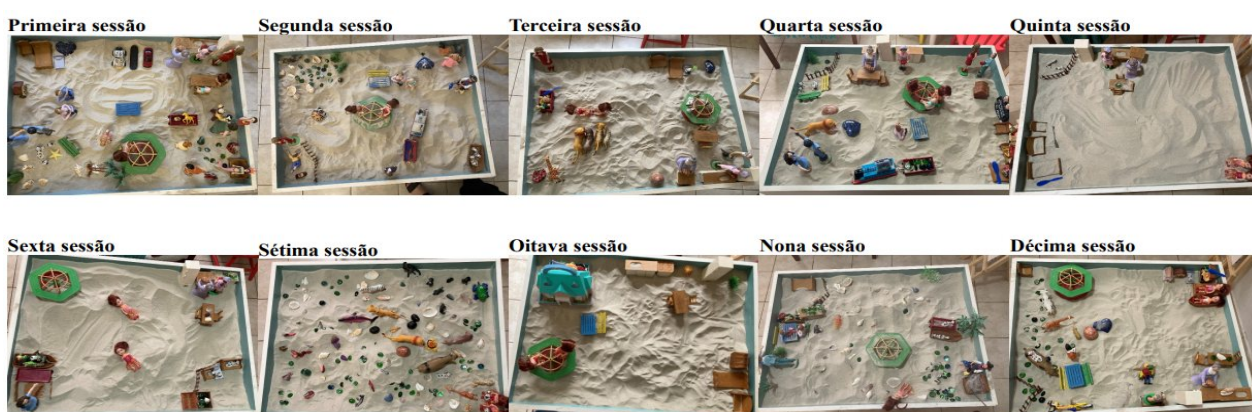 Primeira sessão
Segunda sessão
Terceira sessão
Quarta sessão
Quinta sessão
Sexta sessão
Sétima sessão
Oitava sessão
Nona sessão
Décima sessão